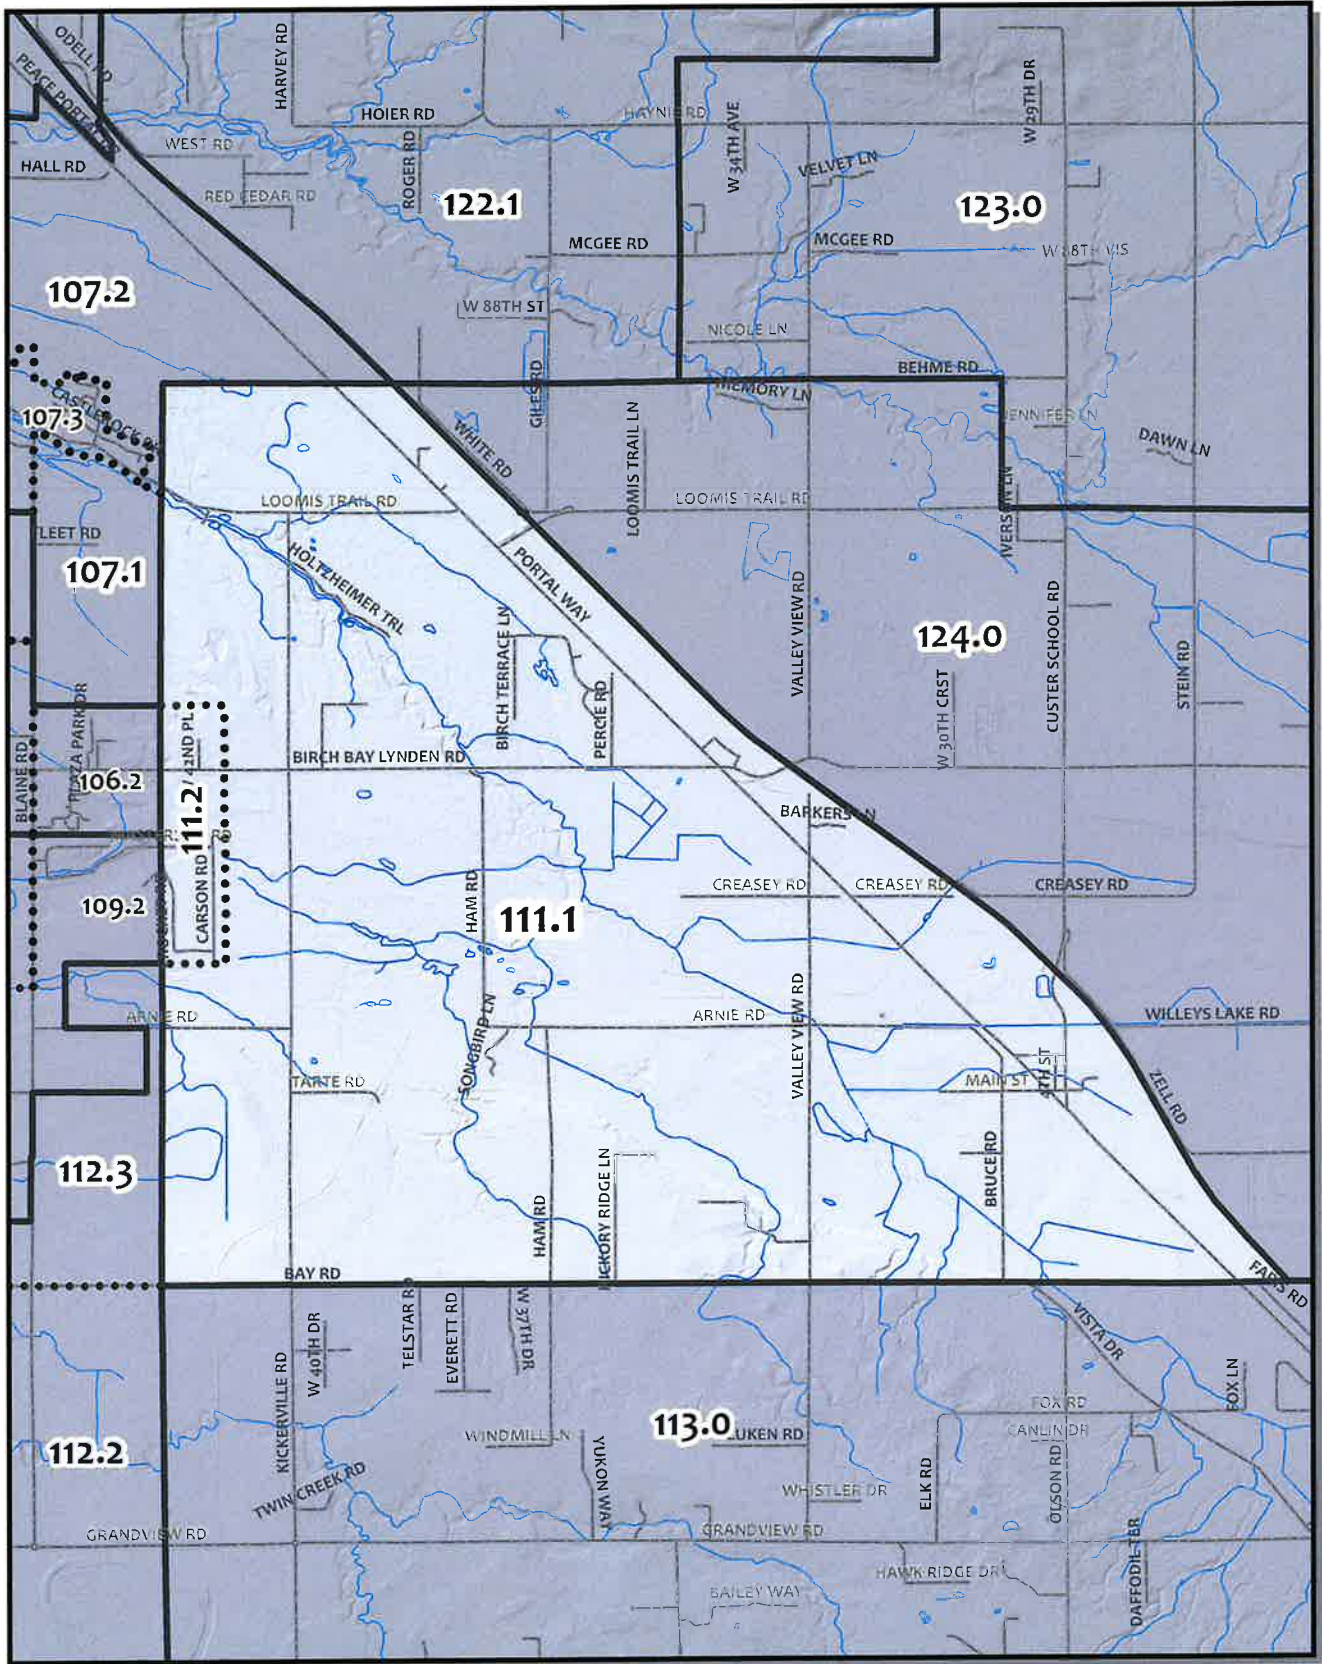 ODELL RD
PEACE PORTAL DR
HARVEY RD
HOIER RD
HAYNIE RD
W 34TH AVE
W 29TH DR
HALL RD
WEST RD
RED CEDAR RD
ROGER RD
122.1
VELVET LN
123.0
MCGEE RD
MCGEE RD
107.2
W 88TH ST
NICOLE LN
BEHME RD
MEMORY LN
GILES RD
107.3
WHITE RD
LOOMIS TRAIL LN
JENNIFER LN
DAWN LN
LOOMIS TRAIL RD
LOOMIS TRAIL RD
IVERSON LN
FLEET RD
107.1
HOLTZHEIMER TRL
PORTAL WAY
BIRCH TERRACE LN
PERCIE RD
VALLEY VIEW RD
124.0
CUSTER SCHOOL RD
STEIN RD
W 30TH CRST
BLAINE RD
PLAZA PARK DR
106.2
42ND PL
111.2
BIRCH BAY LYNDEN RD
BARKERS LN
109.2
CARSON RD
HAM RD
111.1
CREASEY RD
CREASEY RD
CREASEY RD
ARNIE RD
ARNIE RD
VALLEY VIEW RD
WILLEYS LAKE RD
SONGBIRD LN
TARTE RD
MAIN ST
4TH ST
ZELL RD
112.3
HAM RD
HICKORY RIDGE LN
BRUCE RD
BAY RD
FARIS RD
TELSTAR R
EVERETT RD
W 37TH DR
W 40TH DR
VISTA DR
KICKERVILLE RD
FOX LN
FOX RD
112.2
113.0
WINDMILL LN
LUKEN RD
CANLIN DR
OLSON RD
YUKON WAY
TWIN CREEK RD
WHISTLER DR
ELK RD
GRANDVIEW RD
GRANDVIEW RD
HAWK RIDGE DR
DAFFODIL TER
BAILEY WAY